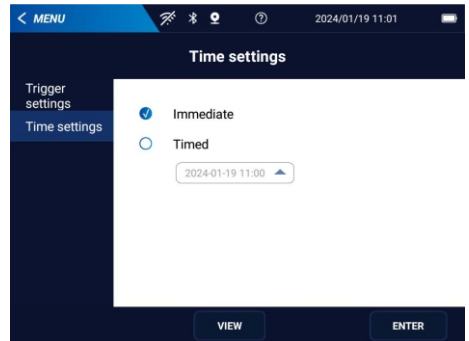 < MENU
2024/01/19 11:01
Time settings
Trigger
settings
Time settings
Immediate
Timed
2024-01-19 11:00
VIEW
ENTER